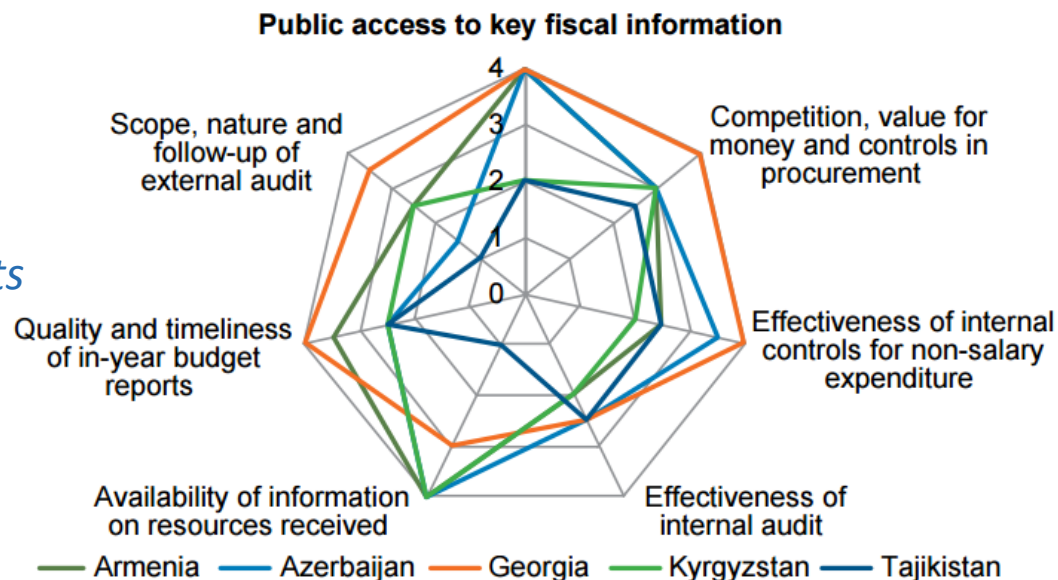 Public access to key fiscal information
4
3
2
1
0
Competition, value for
money and controls in
procurement
Effectiveness of internal
controls for non-salary
expenditure
Effectiveness of
internal audit
Availability of information
on resources received
Quality and timeliness
of in-year budget
reports
Scope, nature and
follow-up of
external audit
ts
Armenia Azerbaijan Georgia Kyrgyzstan Tajikistan